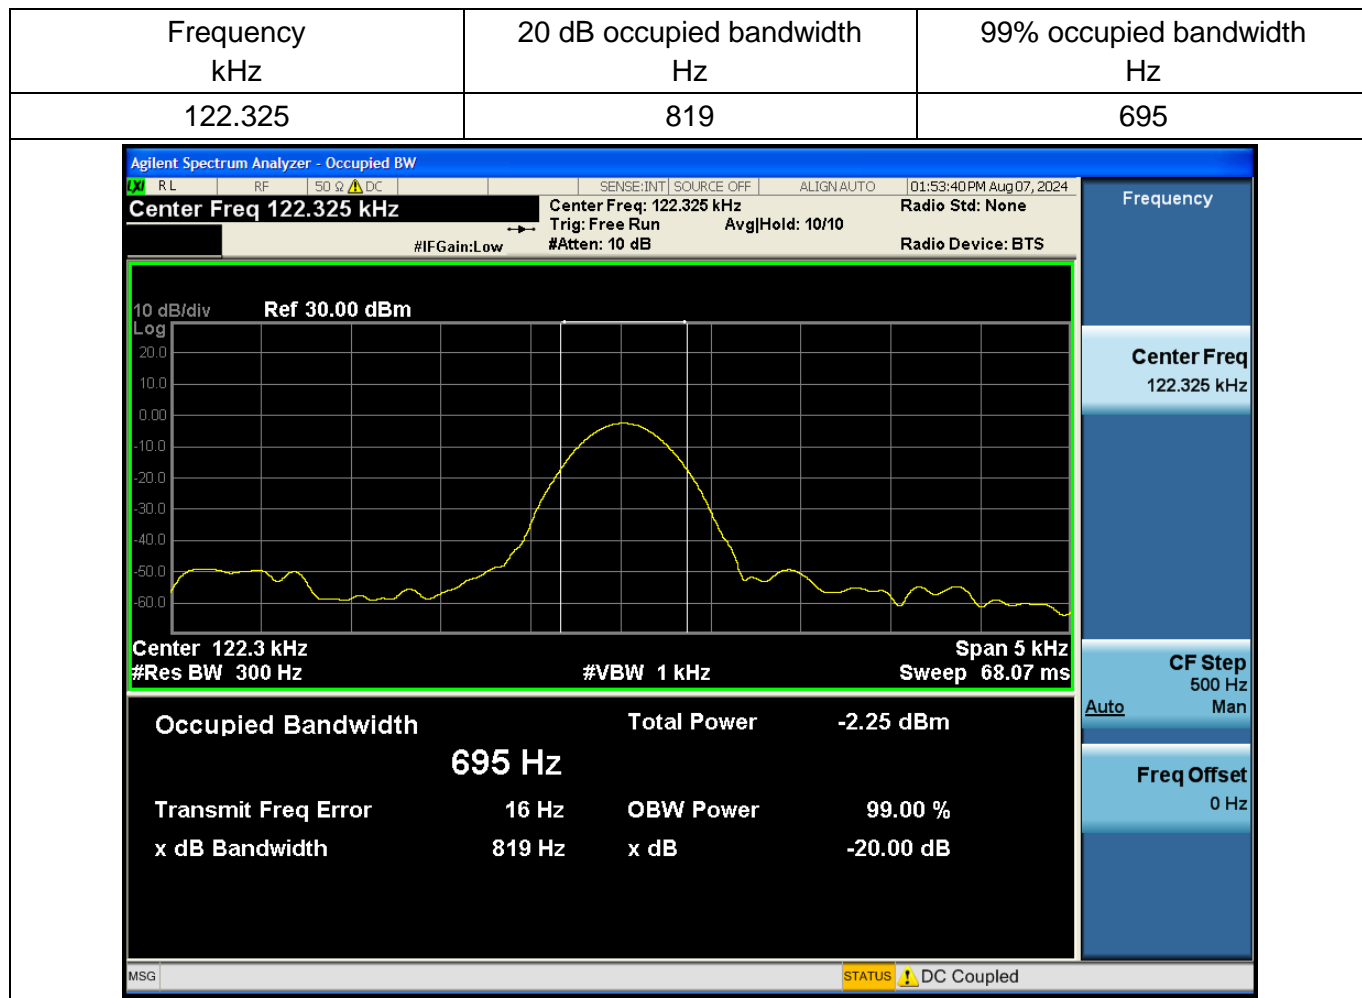 Frequency 20 dB occupied bandwidth 99% occupied bandwidth
kHz Hz Hz
122.325 819 695
Agilent Spectrum Analyzer - Occupied BW
LXI RL RF 50 Ω DC SENSE:INT SOURCE OFF ALIGN AUTO 01:53:40 PM Aug 07, 2024
Center Freq 122.325 kHz Center Freq: 122.325 kHz Radio Std: None
Trig: Free Run Avg|Hold: 10/10
#IFGain:Low #Atten: 10 dB Radio Device: BTS
Frequency
10 dB/div Ref 30.00 dBm
Log
20.0
10.0
0.00
-10.0
-20.0
-30.0
-40.0
-50.0
-60.0
Center 122.3 kHz Span 5 kHz
#Res BW 300 Hz #VBW 1 kHz Sweep 68.07 ms
Center Freq
122.325 kHz
CF Step
500 Hz
Auto Man
Freq Offset
0 Hz
Occupied Bandwidth Total Power -2.25 dBm
695 Hz
Transmit Freq Error 16 Hz OBW Power 99.00 %
x dB Bandwidth 819 Hz x dB -20.00 dB
MSG STATUS DC Coupled